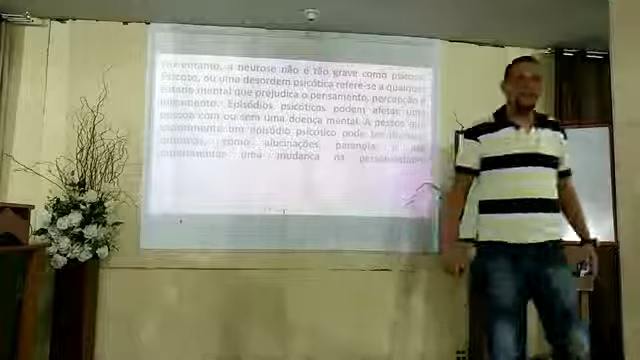 entanto, a neurose não é tão grave como psicose.
Psicose, ou uma desordem psicótica refere-se a qualquer
estado mental que prejudica o pensamento, percepção e
julgamento. Episódios psicóticos podem afetar uma
pessoa com ou sem uma doença mental. A pessoa que
experimenta um episódio psicótico pode
como alucinações, paranoia, e
experimentar uma mudança na personalidade